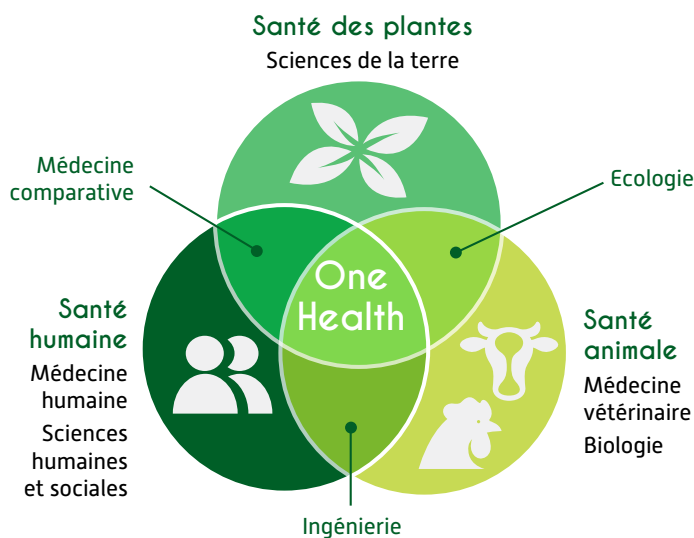 Santé des plantes
Sciences de la terre
Médecine
comparative
Ecologie
One
Health
Santé
humaine
Médecine
humaine
Sciences
humaines
et sociales
Santé
animale
Médecine
vétérinaire
Biologie
Ingénierie